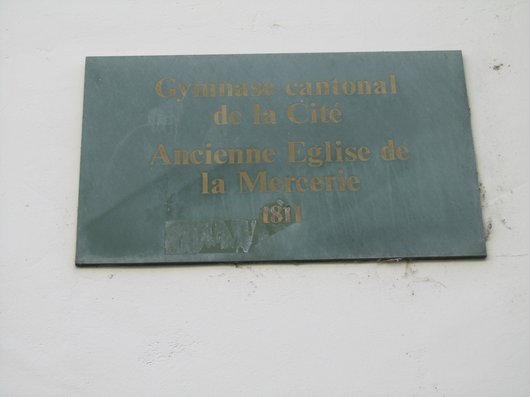 Gymnase cantonal
de la Cité
Ancienne Eglise de
la Mercerie
1811